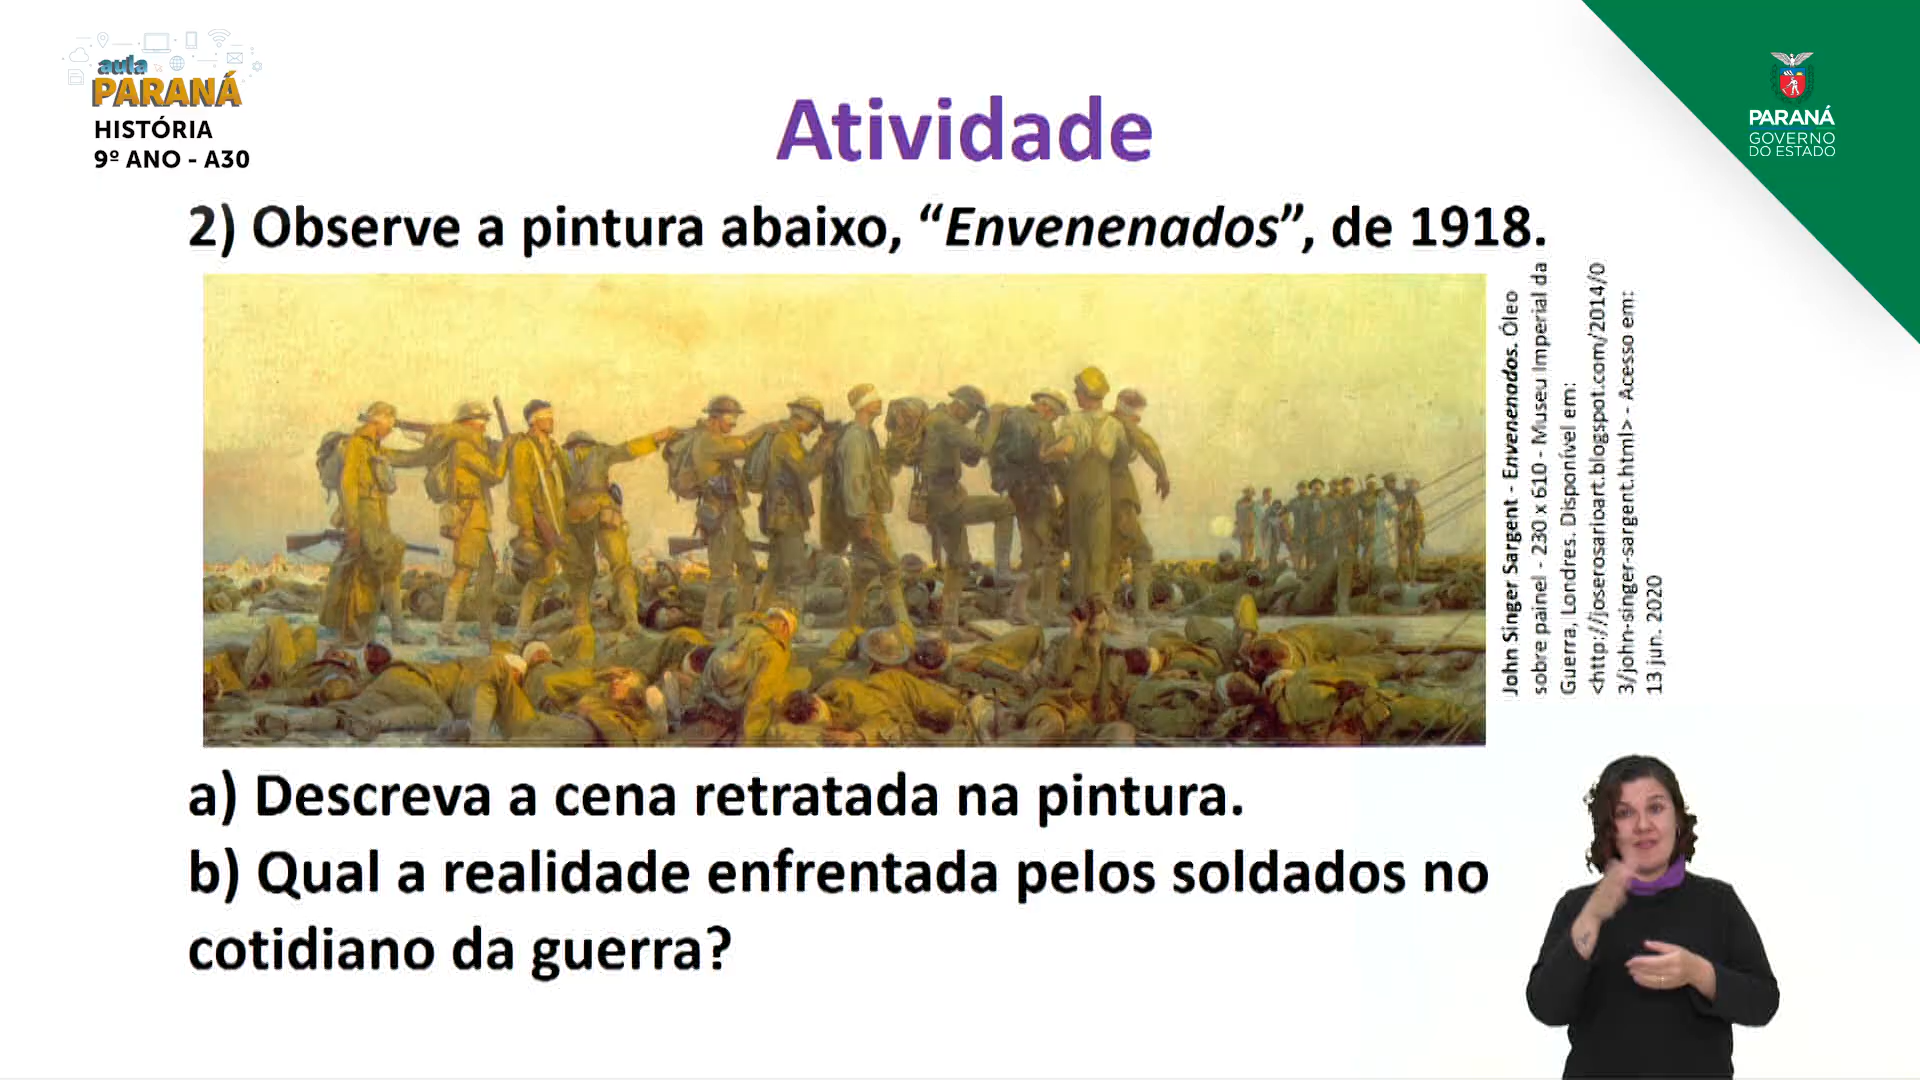 aula
PARANÁ
HISTÓRIA
9º ANO - A30
PARANÁ
GOVERNO
DO ESTADO
Atividade
2) Observe a pintura abaixo, “Envenenados”, de 1918.
John Singer Sargent - Envenenados. Óleo
sobre painel - 230 x 610 - Museu Imperial da
Guerra, Londres. Disponível em:
<http://joserosarioart.blogspot.com/2014/0
3/john-singer-sargent.html> - Acesso em:
13 jun. 2020
a) Descreva a cena retratada na pintura.
b) Qual a realidade enfrentada pelos soldados no
cotidiano da guerra?